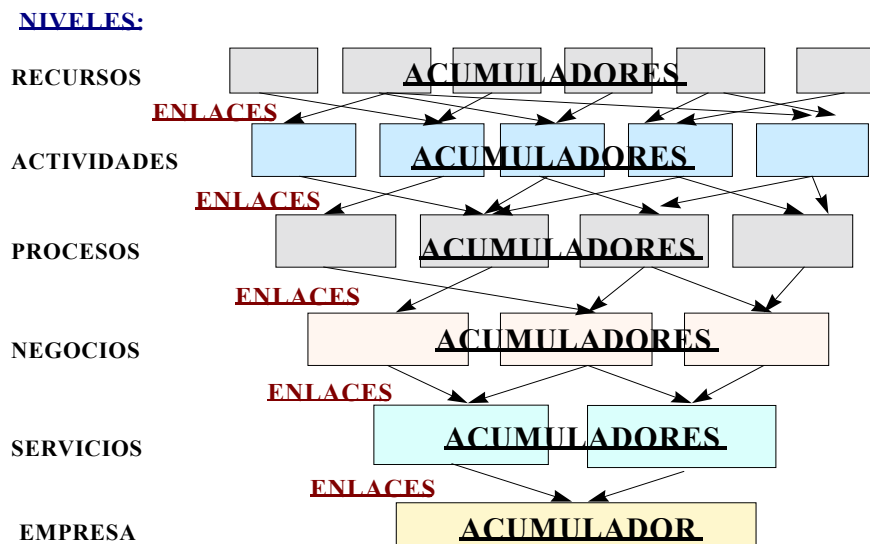 NIVELES:
RECURSOS
ACUMULADORES
ENLACES
ACTIVIDADES
ACUMULADORES
ENLACES
PROCESOS
ACUMULADORES
ENLACES
NEGOCIOS
ACUMULADORES
ENLACES
SERVICIOS
ACUMULADORES
ENLACES
EMPRESA
ACUMULADOR